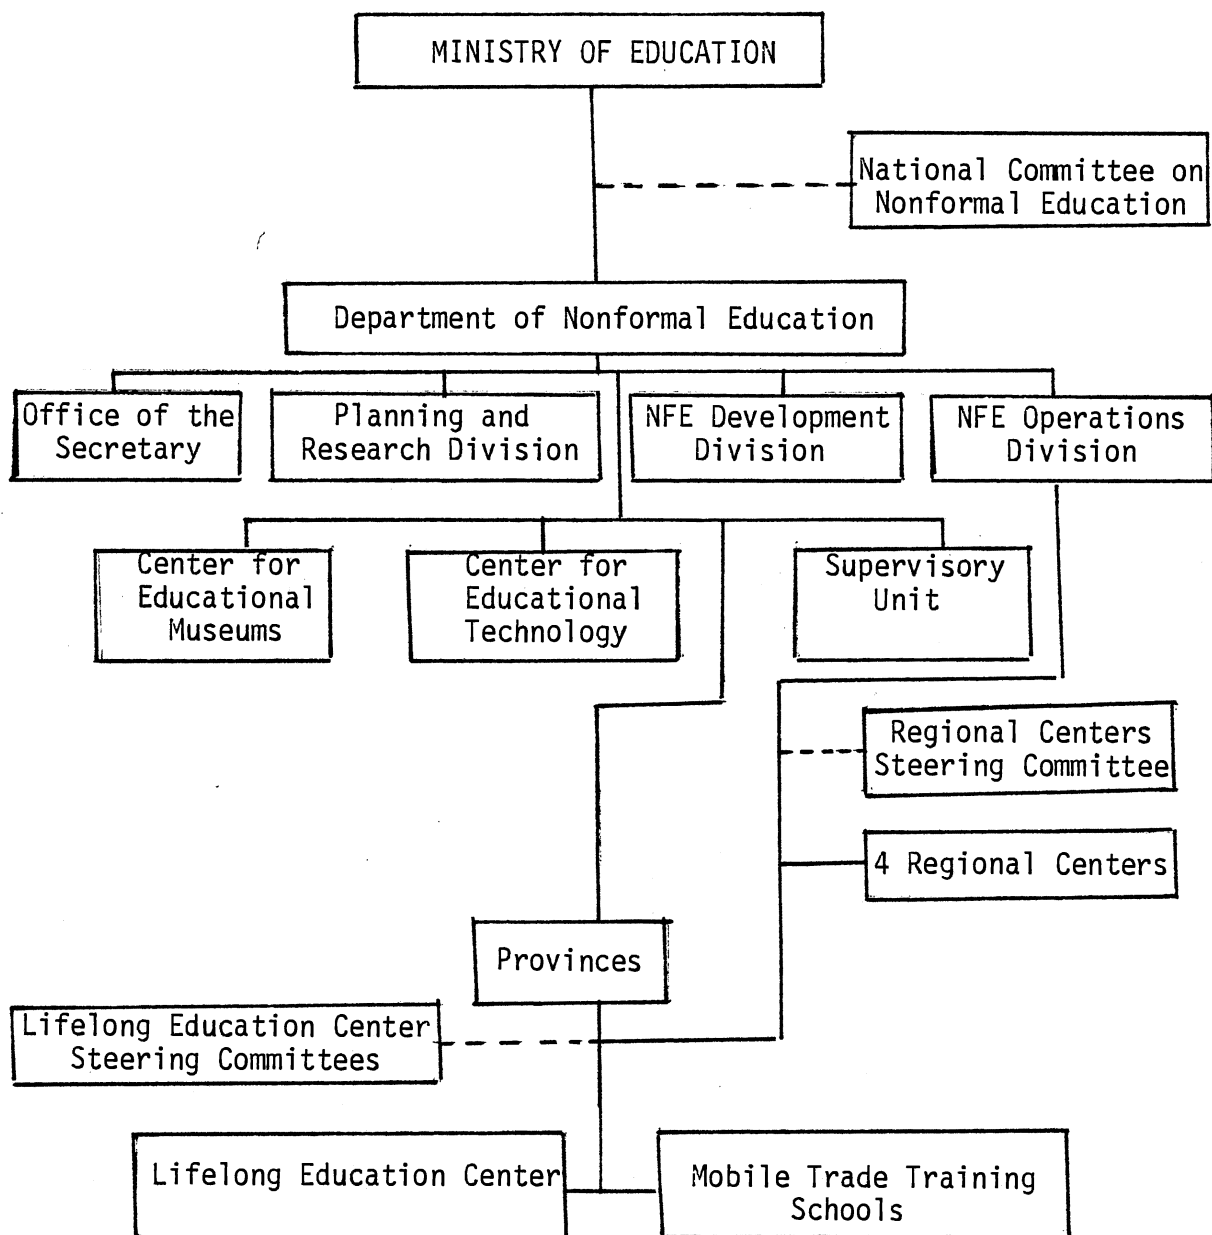 MINISTRY OF EDUCATION
National Committee on
Nonformal Education
Department of Nonformal Education
Office of the
Secretary
Planning and
Research Division
NFE Development
Division
NFE Operations
Division
Center for
Educational
Museums
Center for
Educational
Technology
Supervisory
Unit
Regional Centers
Steering Committee
4 Regional Centers
Provinces
Lifelong Education Center
Steering Committees
Lifelong Education Center
Mobile Trade Training
Schools